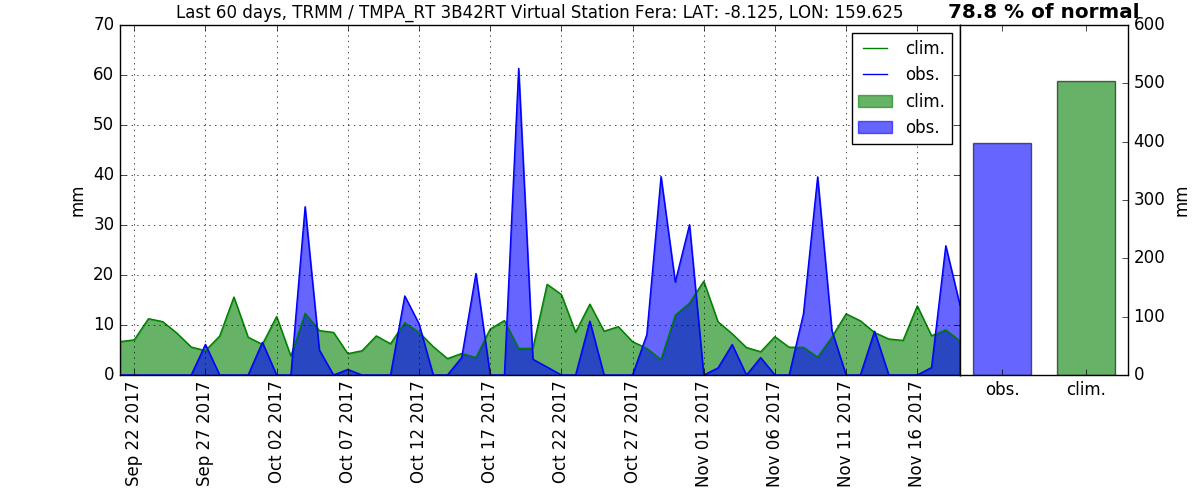 Last 60 days, TRMM / TMPA_RT 3B42RT Virtual Station Fera: LAT: -8.125, LON: 159.625
78.8 % of normal
70
60
50
40
30
20
10
0
mm
clim.
obs.
clim.
obs.
Sep 22 2017
Sep 27 2017
Oct 02 2017
Oct 07 2017
Oct 12 2017
Oct 17 2017
Oct 22 2017
Oct 27 2017
Nov 01 2017
Nov 06 2017
Nov 11 2017
Nov 16 2017
600
500
400
300
200
100
0
mm
obs.
clim.